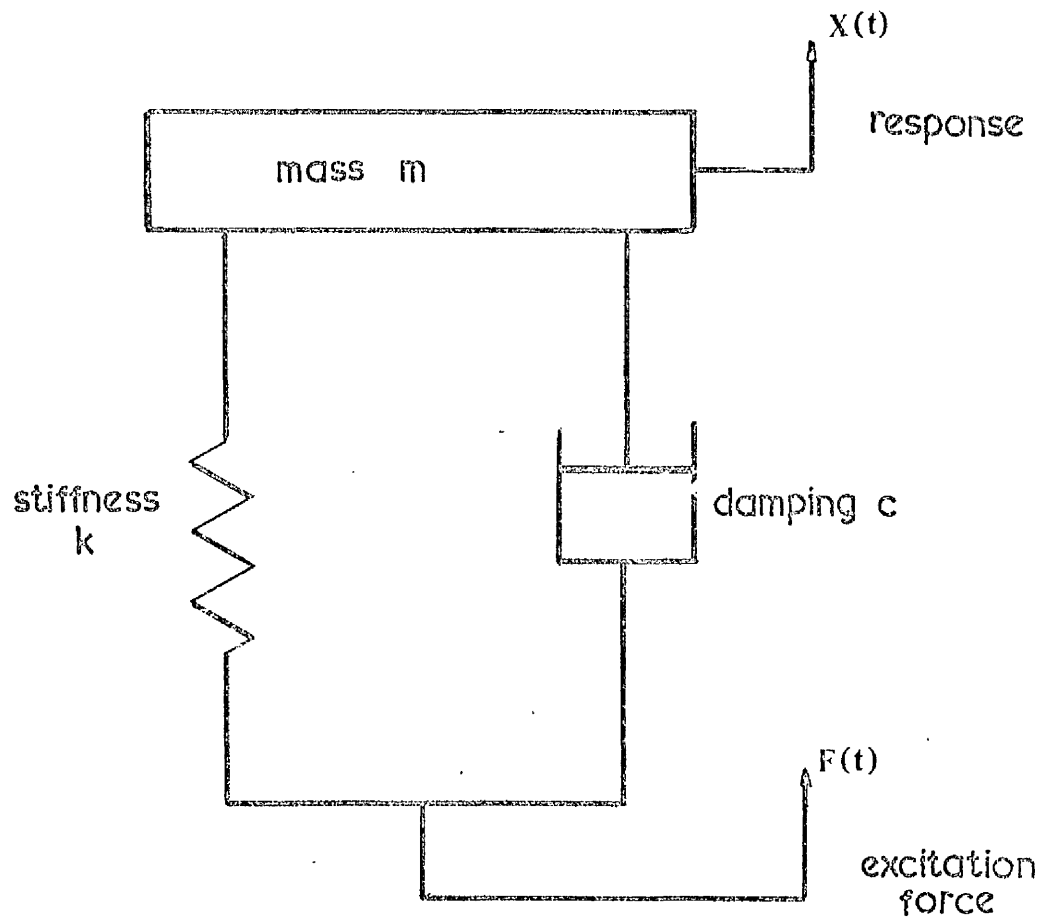 X(t)
response
mass m
stiffness
k
damping c
F(t)
excitation
force